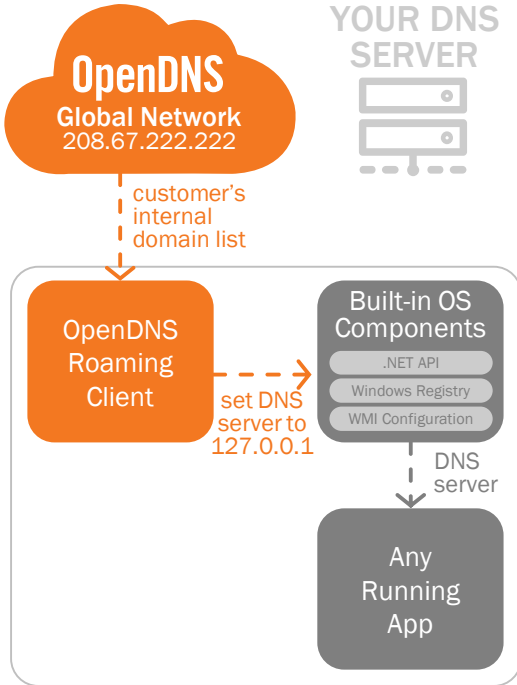 OpenDNS
Global Network
208.67.222.222
YOUR DNS
SERVER
customer's
internal
domain list
OpenDNS
Roaming
Client
set DNS
server to
127.0.0.1
Built-in OS
Components
.NET API
Windows Registry
WMI Configuration
DNS
server
Any
Running
App